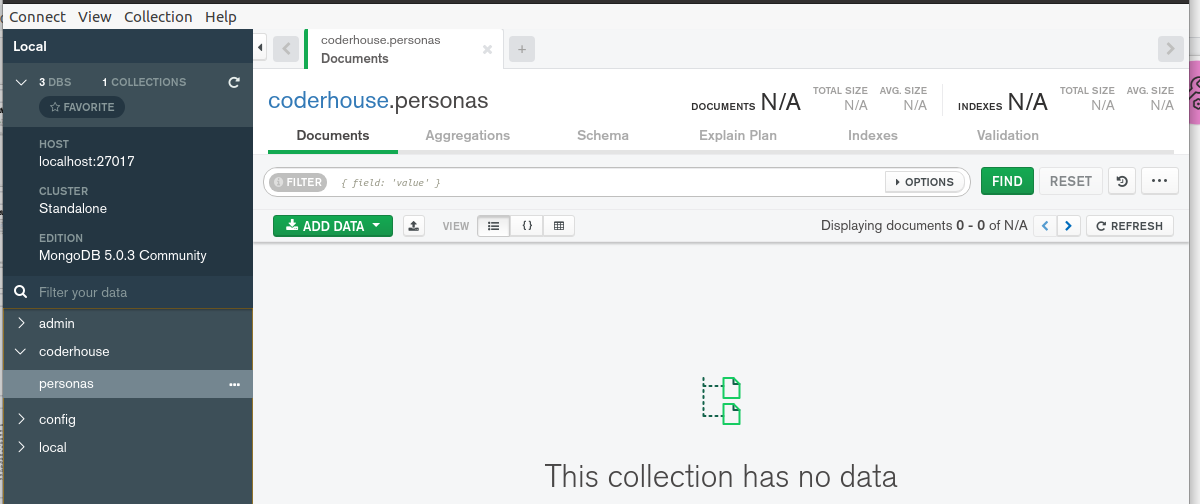 Connect View Collection Help
Local
3 DBS 1 COLLECTIONS
FAVORITE
HOST
localhost:27017
CLUSTER
Standalone
EDITION
MongoDB 5.0.3 Community
Filter your data
admin
coderhouse
personas
config
local
coderhouse.personas
Documents
coderhouse.personas
DOCUMENTS N/A
TOTAL SIZE AVG. SIZE
N/A N/A
INDEXES N/A
TOTAL SIZE AVG. SIZE
N/A N/A
Documents Aggregations Schema Explain Plan Indexes Validation
FILTER { field: 'value' } OPTIONS FIND RESET
ADD DATA VIEW { } Displaying documents 0 - 0 of N/A REFRESH
This collection has no data